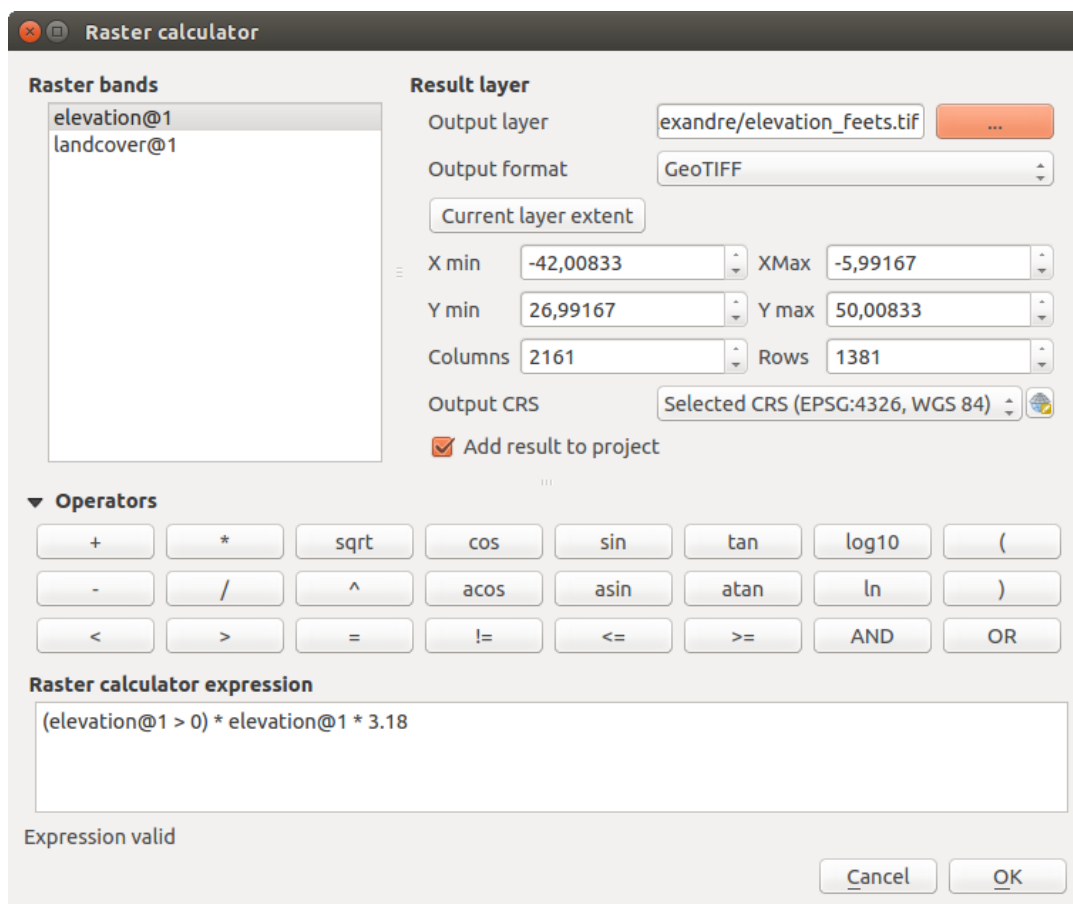 Raster calculator
Raster bands
elevation@1
landcover@1
Result layer
Output layer exandre/elevation_feets.tif ...
Output format GeoTIFF
Current layer extent
X min -42,00833 XMax -5,99167
Y min 26,99167 Y max 50,00833
Columns 2161 Rows 1381
Output CRS Selected CRS (EPSG:4326, WGS 84)
Add result to project
Operators
+ * sqrt cos sin tan log10 (
- / ^ acos asin atan ln )
< > = != <= >= AND OR
Raster calculator expression
(elevation@1 > 0) * elevation@1 * 3.18
Expression valid
Cancel OK